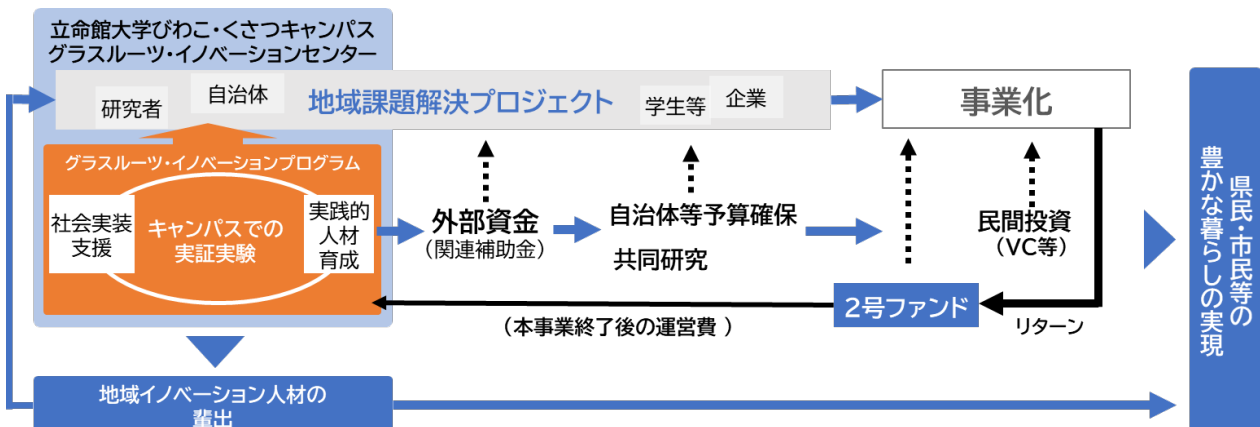 立命館大学びわこ・くさつキャンパス
グラスルーツ・イノベーションセンター
研究者
自治体
地域課題解決プロジェクト
学生等
企業
事業化
グラスルーツ・イノベーションプログラム
社会実装
支援
キャンパスでの
実証実験
実践的
人材
育成
外部資金
（関連補助金）
自治体等予算確保
共同研究
民間投資
（VC等）
2号ファンド
リターン
（本事業終了後の運営費 ）
地域イノベーション人材の
輩出
県民・市民等の
豊かな暮らしの実現